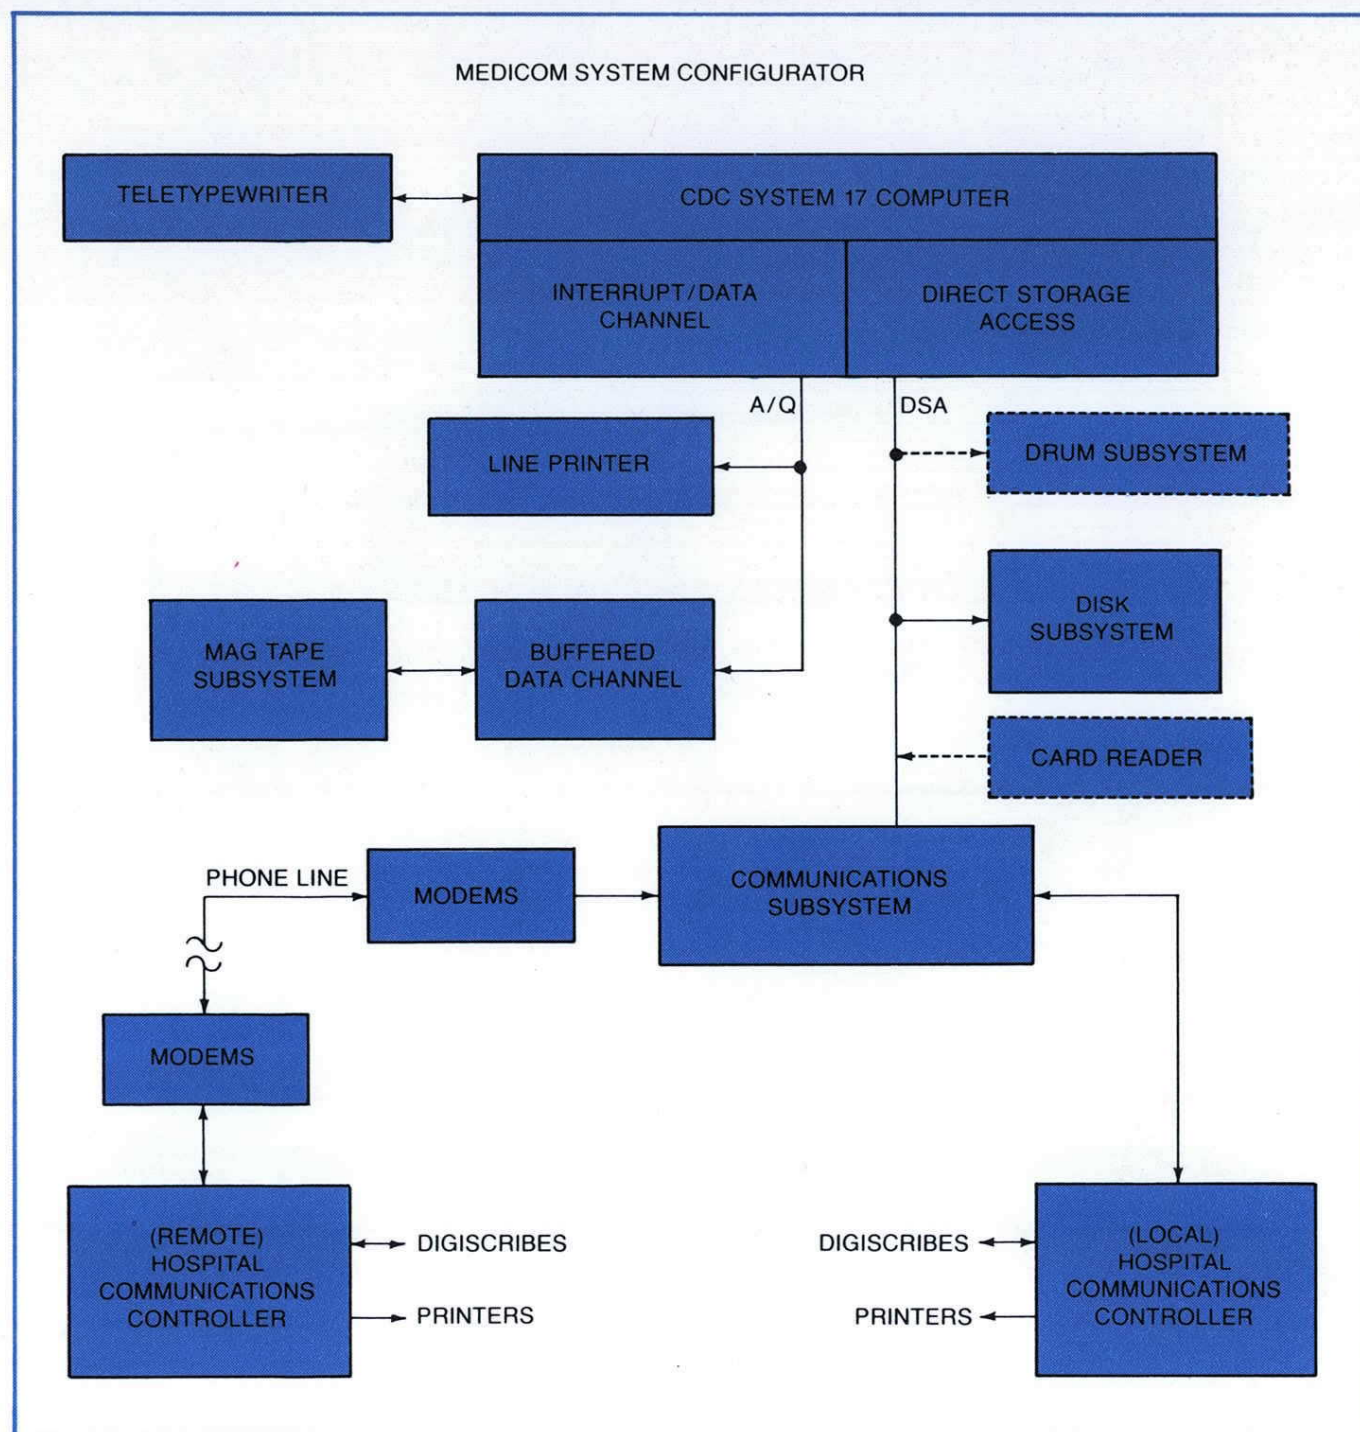 MEDICOM SYSTEM CONFIGURATOR
TELETYPEWRITER
CDC SYSTEM 17 COMPUTER
INTERRUPT/DATA
CHANNEL
DIRECT STORAGE
ACCESS
A/Q
DSA
LINE PRINTER
DRUM SUBSYSTEM
MAG TAPE
SUBSYSTEM
BUFFERED
DATA CHANNEL
DISK
SUBSYSTEM
CARD READER
PHONE LINE
MODEMS
COMMUNICATIONS
SUBSYSTEM
MODEMS
(REMOTE)
HOSPITAL
COMMUNICATIONS
CONTROLLER
DIGISCRIBES
PRINTERS
DIGISCRIBES
PRINTERS
(LOCAL)
HOSPITAL
COMMUNICATIONS
CONTROLLER